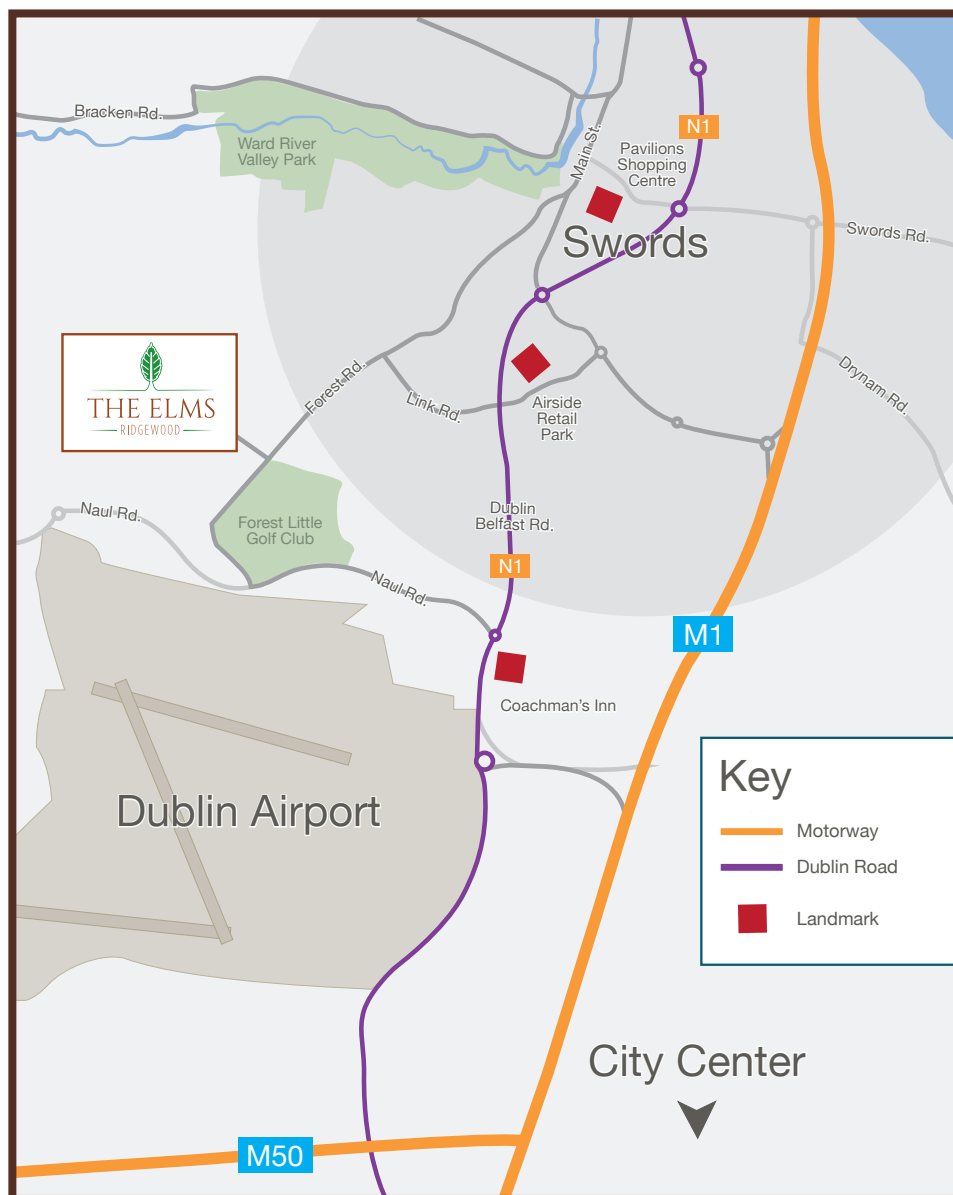 Bracken Rd.
Ward River
Valley Park
Main St.
N1
Pavilions
Shopping
Centre
Swords
Swords Rd.
THE ELMS
RIDGEWOOD
Forest Rd.
Link Rd.
Airside
Retail
Park
Drynam Rd.
Naul Rd.
Forest Little
Golf Club
Dublin
Belfast Rd.
N1
Naul Rd.
M1
Coachman's Inn
Dublin Airport
Key
Motorway
Dublin Road
Landmark
City Center
M50